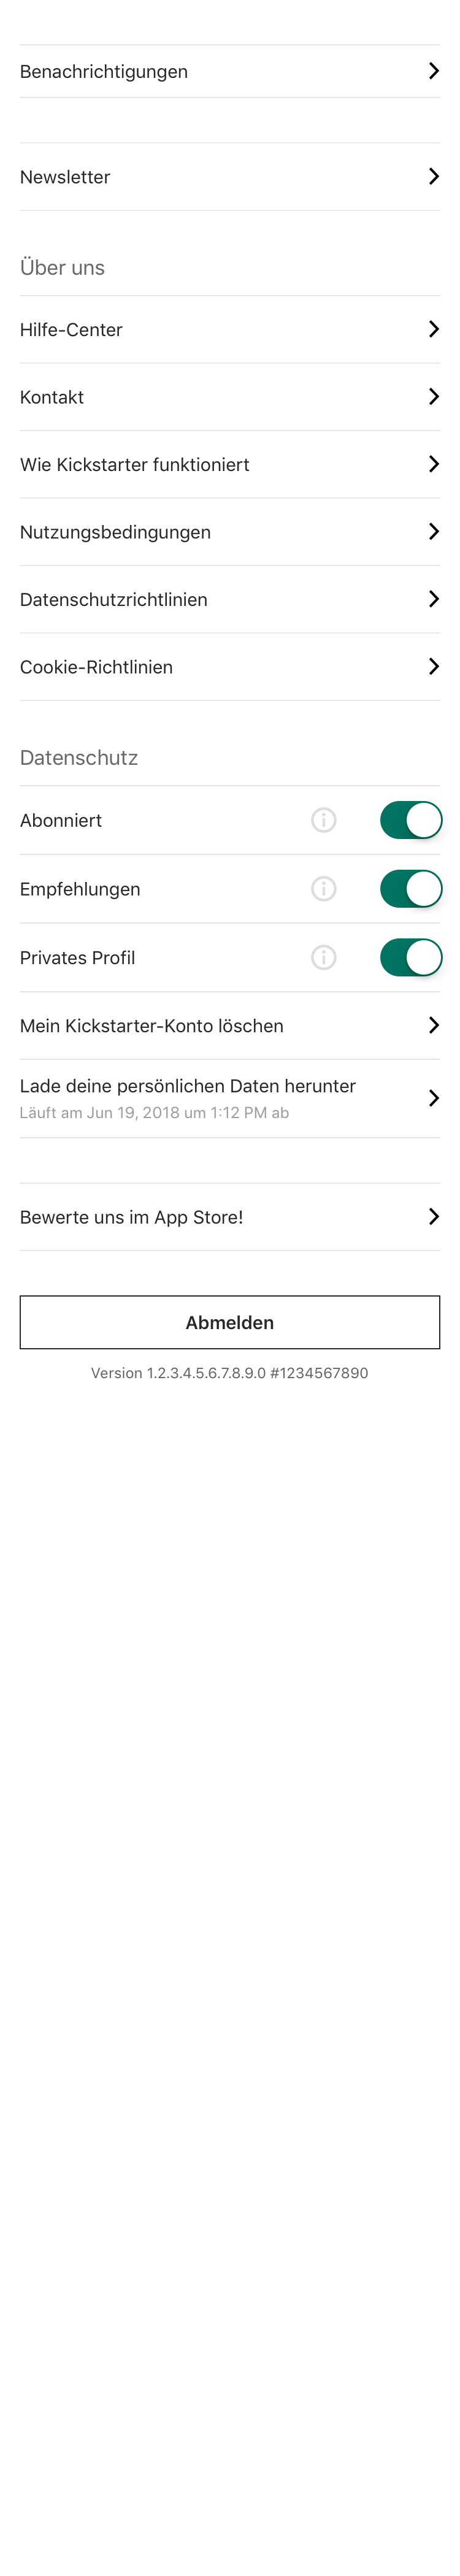 Benachrichtigungen
Newsletter
Über uns
Hilfe-Center
Kontakt
Wie Kickstarter funktioniert
Nutzungsbedingungen
Datenschutzrichtlinien
Cookie-Richtlinien
Datenschutz
Abonniert
Empfehlungen
Privates Profil
Mein Kickstarter-Konto löschen
Lade deine persönlichen Daten herunter
Läuft am Jun 19, 2018 um 1:12 PM ab
Bewerte uns im App Store!
Abmelden
Version 1.2.3.4.5.6.7.8.9.0 #1234567890